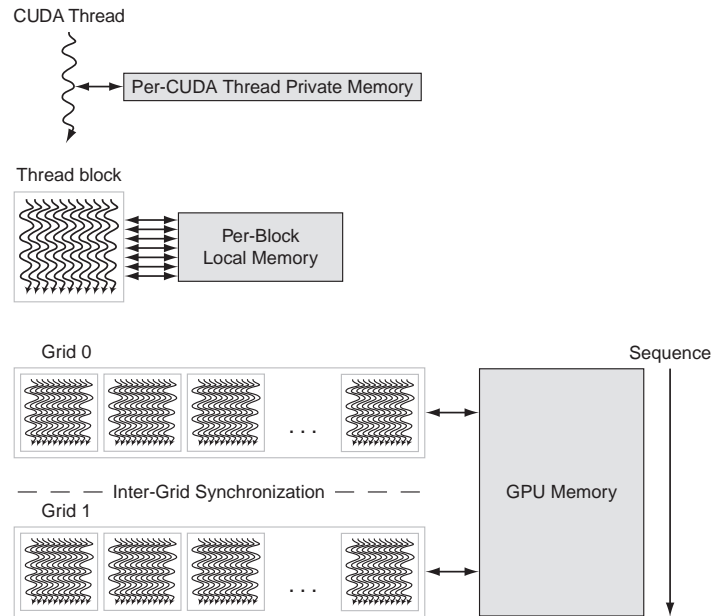 CUDA Thread
Per-CUDA Thread Private Memory
Thread block
Per-Block
Local Memory
Grid 0
Sequence
. . .
Inter-Grid Synchronization
GPU Memory
Grid 1
. . .